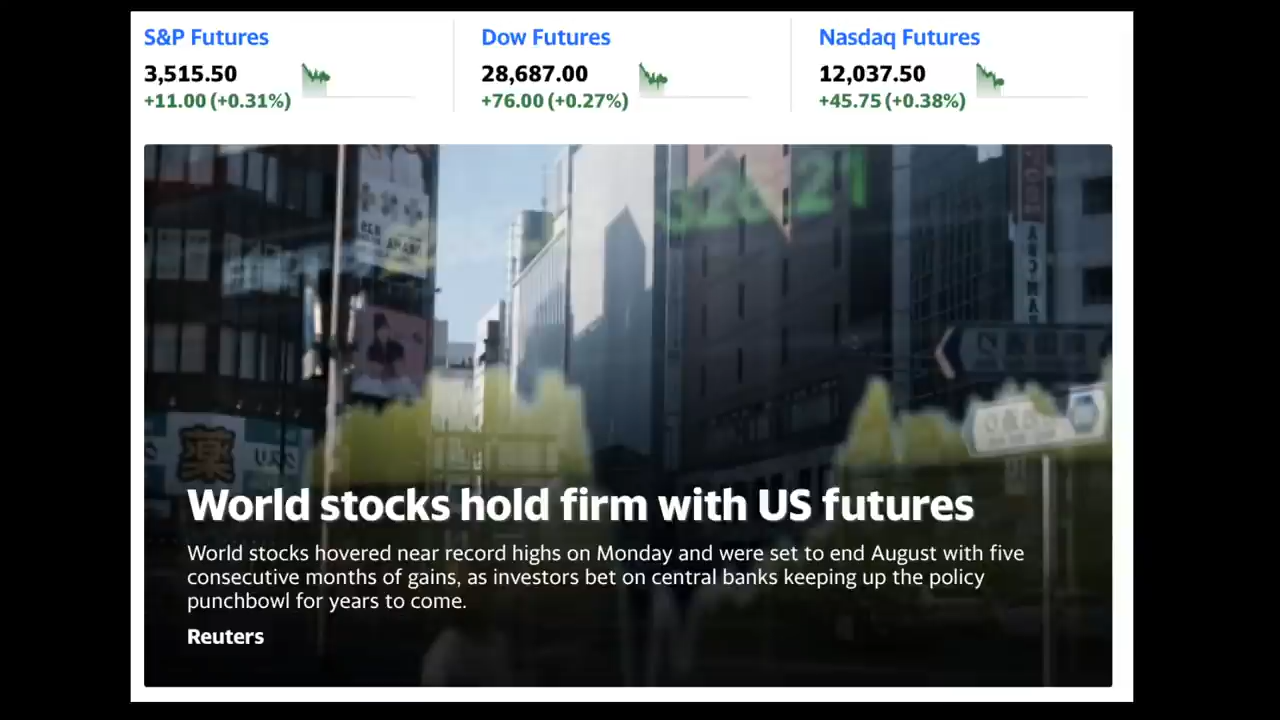 S&P Futures
3,515.50
+11.00 (+0.31%)
Dow Futures
28,687.00
+76.00 (+0.27%)
Nasdaq Futures
12,037.50
+45.75 (+0.38%)
薬
World stocks hold firm with US futures
World stocks hovered near record highs on Monday and were set to end August with five
consecutive months of gains, as investors bet on central banks keeping up the policy
punchbowl for years to come.
Reuters